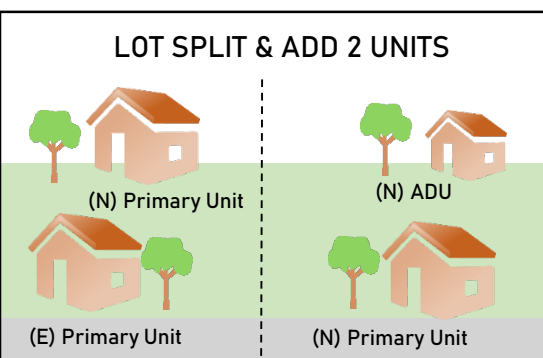 LOT SPLIT & ADD 2 UNITS
(N) Primary Unit
(N) ADU
(E) Primary Unit
(N) Primary Unit